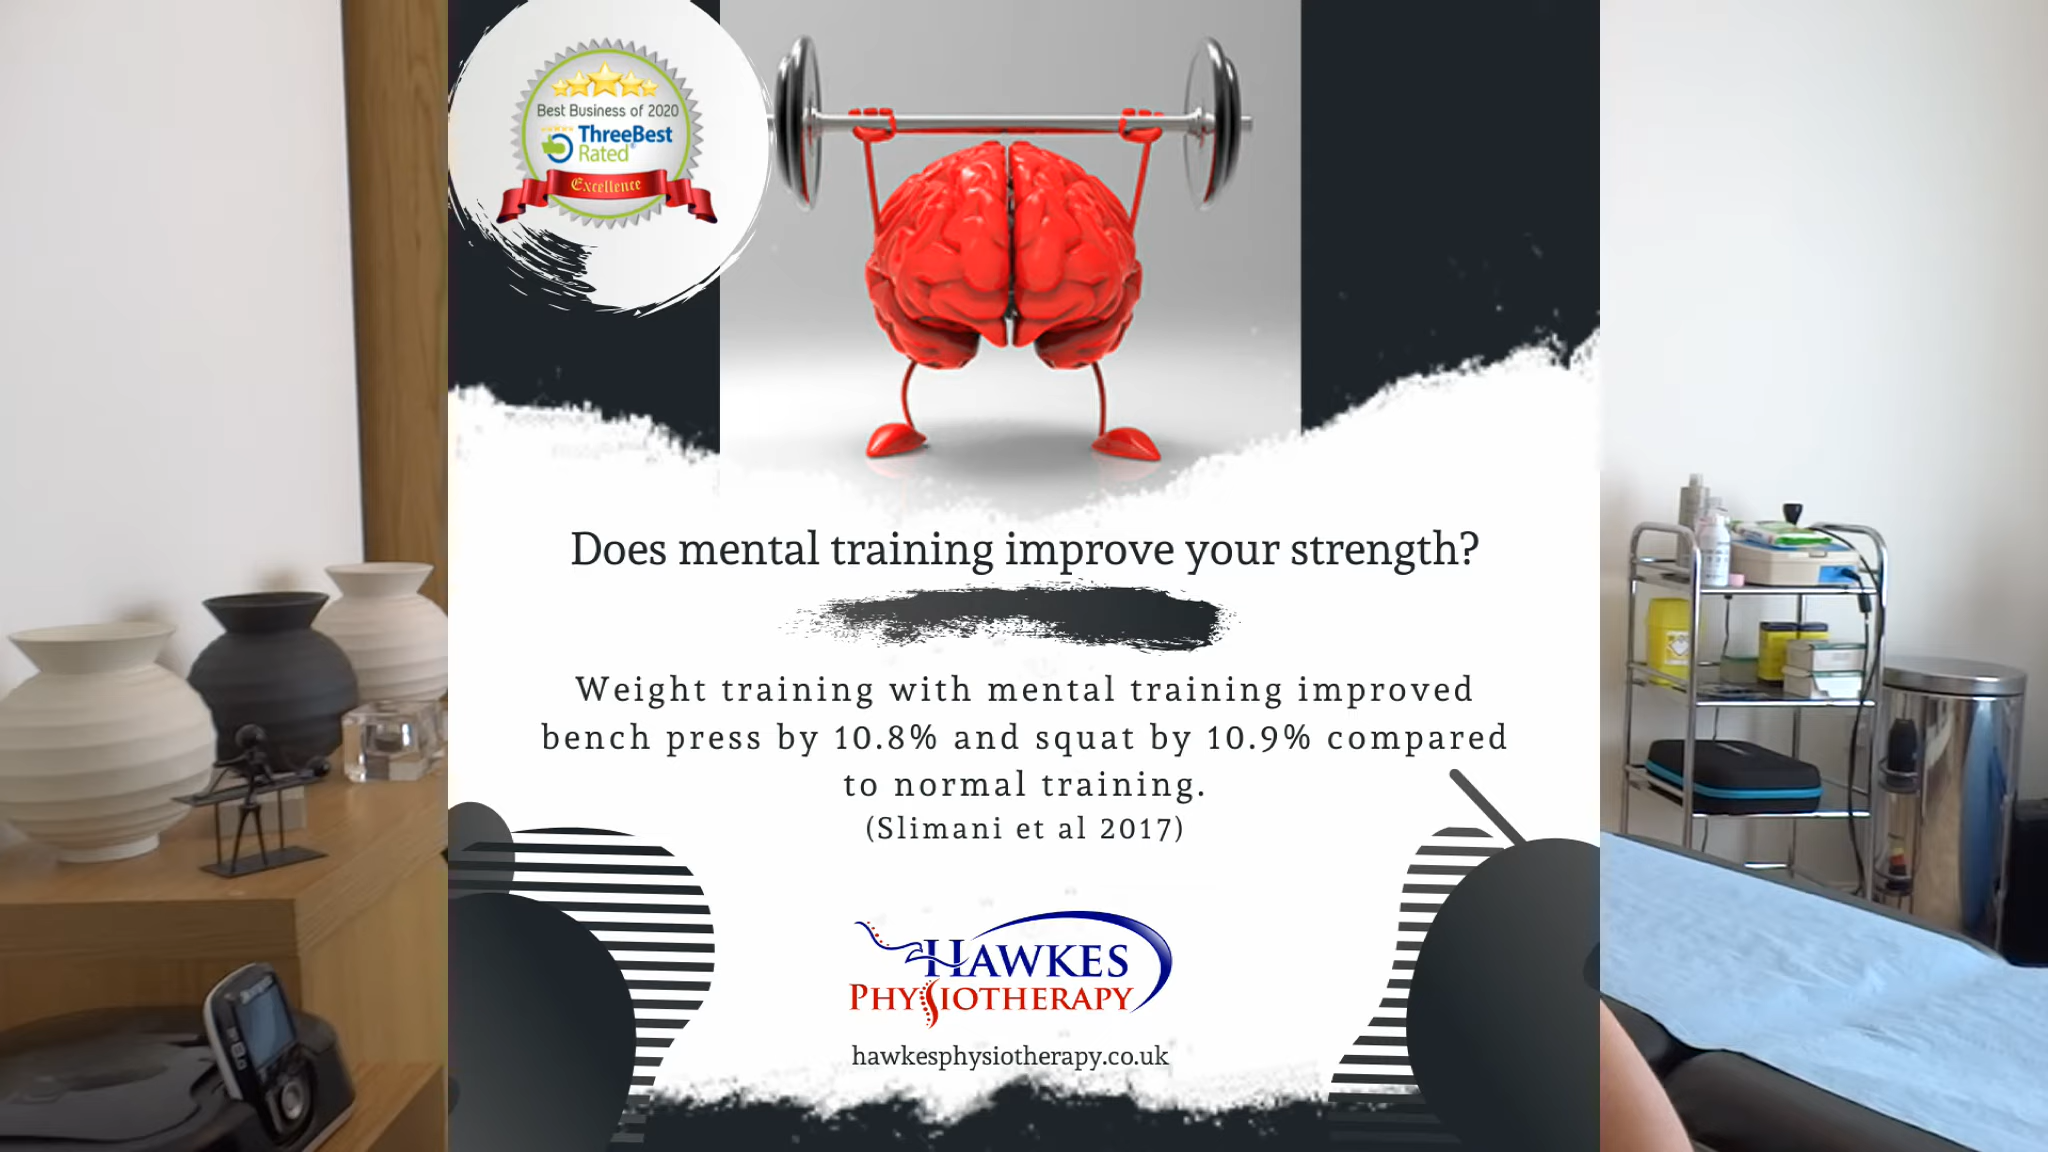 Best Business of 2020
ThreeBest
Rated®
Excellence
Does mental training improve your strength?
Weight training with mental training improved
bench press by 10.8% and squat by 10.9% compared
to normal training.
(Slimani et al 2017)
HAWKES
PHYSIOTHERAPY
hawkesphysiotherapy.co.uk